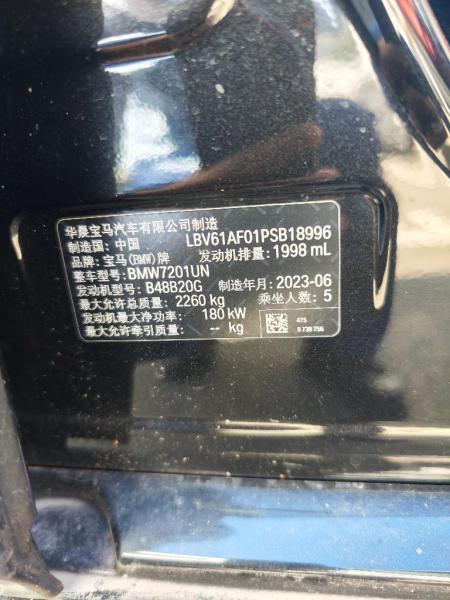 华晨宝马汽车有限公司制造
制造国：中国 LBV61AF01PSB18996
品牌：宝马(BMW)牌 发动机排量：1998 mL
整车型号：BMW7201UN
发动机型号：B48B20G 制造年月：2023-06
最大允许总质量：2260 kg 乘坐人数：5
发动机最大净功率：180 kW
最大允许牵引质量：-- kg
475
9 739 756